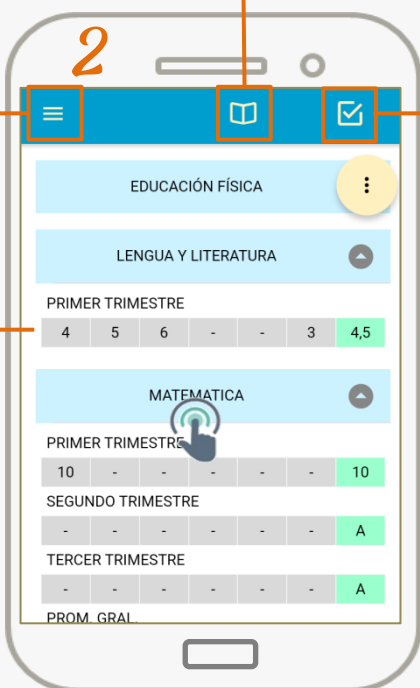 2
EDUCACIÓN FÍSICA
LENGUA Y LITERATURA
PRIMER TRIMESTRE
4 5 6 - - 3 4,5
MATEMATICA
PRIMER TRIMESTRE
10 - - - - - 10
SEGUNDO TRIMESTRE
- - - - - - A
TERCER TRIMESTRE
- - - - - - A
PROM. GRAL.